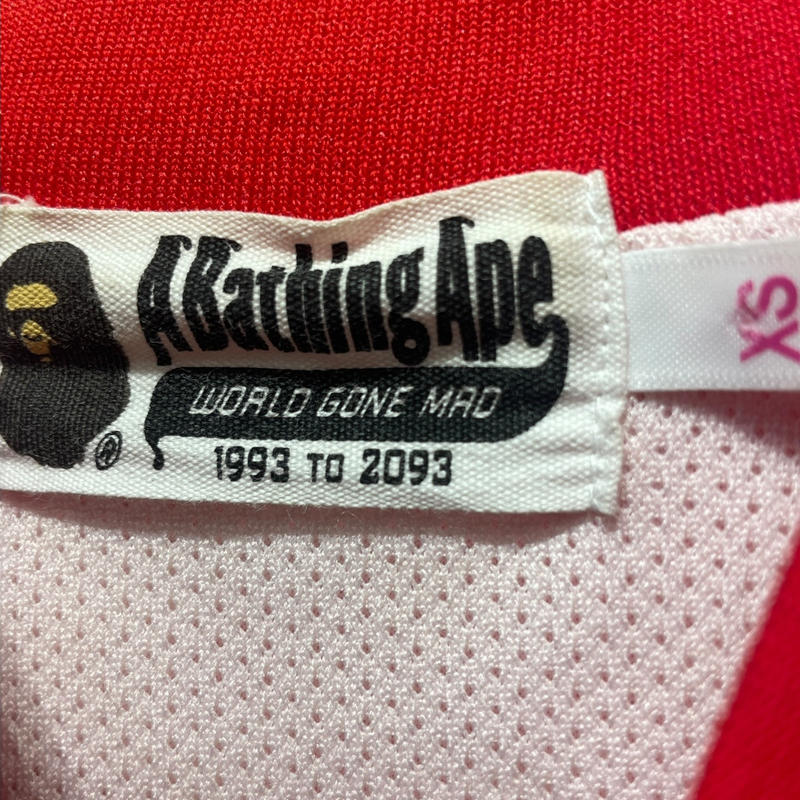 A Bathing Ape
WORLD GONE MAD
®
1993 TO 2093
XS